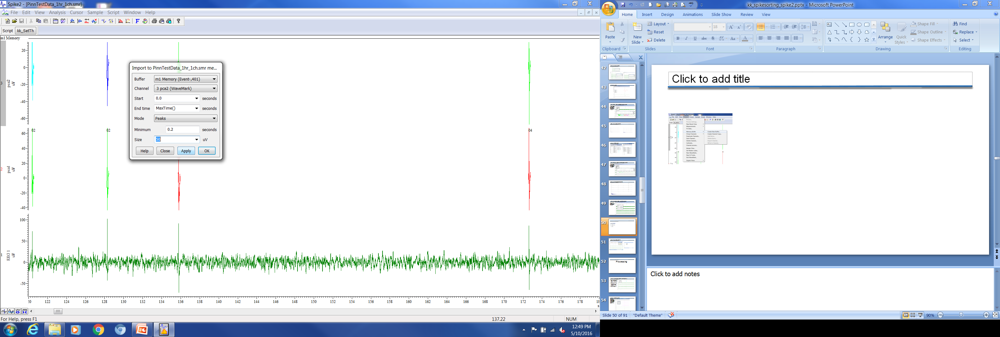 Spike2 - [PinnTestData_1hr_1ch.smr]
File Edit View Analysis Cursor Sample Script Window Help
Script kk_SetTh
m1 Memory
20
0
-20
-40
-60
3 pca2 uV
02 02 04
60
40
20
0
-20
-40
2 pca1 uV
100
50
0
-50
1 EEG 1 uV
20 122 124 126 128 130 132 134 136 138 140 142 144 146 148 150 152 154 156 158 160 162 164 166 168 170 172 174 176 178 18
s
Import to PinnTestData_1hr_1ch.smr me...
Buffer m1 Memory (Event-,401)
Channel 3 pca2 (WaveMark)
Start 0.0 seconds
End time MaxTime() seconds
Mode Peaks
Minimum 0.2 seconds
Size 50 uV
Help Close Apply OK
For Help, press F1 137.22 NUM
12:49 PM
5/10/2016
kk_spikesorting_spike2.pptx - Microsoft PowerPoint
Home Insert Design Animations Slide Show Review View
Paste
Clipboard
New Slide
Layout
Reset
Delete
Slides
18
B I U abc S AV Aa A
Font
Paragraph
Arrange
Quick Styles
Shape Fill
Shape Outline
Shape Effects
Drawing
Find
Replace
Select
Editing
42
43
44
45
46
47
48
49
50
51
52
Processing
53
54
Click to add title
Click to add notes
Slide 50 of 91 "Default Theme" 90%